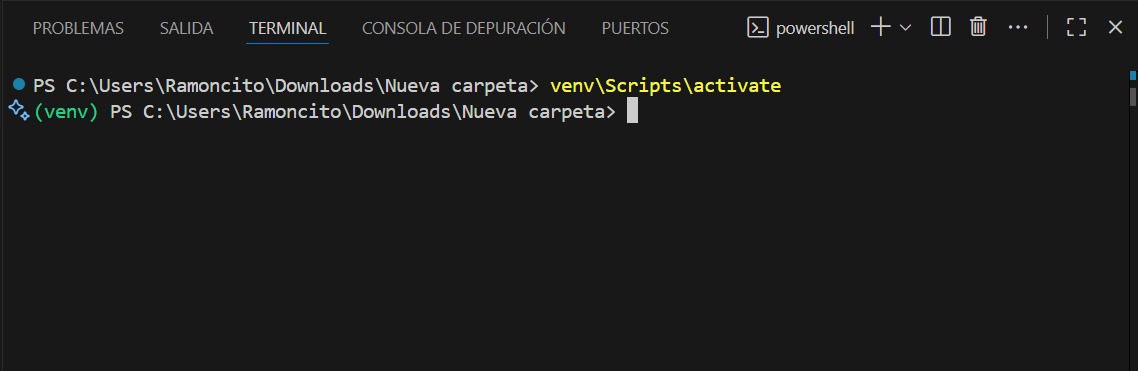 PROBLEMAS SALIDA TERMINAL CONSOLA DE DEPURACIÓN PUERTOS powershell
PS C:\Users\Ramoncito\Downloads\Nueva carpeta> venv\Scripts\activate
(venv) PS C:\Users\Ramoncito\Downloads\Nueva carpeta>